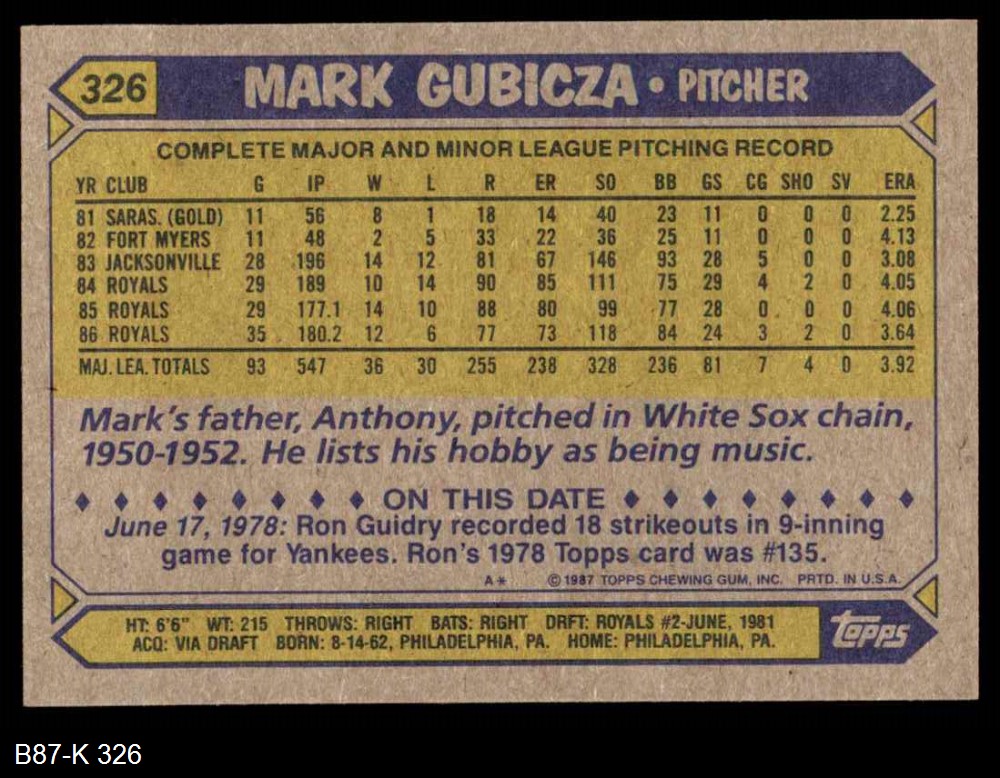 326 MARK GUBICZA • PITCHER
COMPLETE MAJOR AND MINOR LEAGUE PITCHING RECORD
YR CLUB G IP W L R ER SO BB GS CG SHO SV ERA
81 SARAS. (GOLD) 11 56 8 1 18 14 40 23 11 0 0 0 2.25
82 FORT MYERS 11 48 2 5 33 22 36 25 11 0 0 0 4.13
83 JACKSONVILLE 28 196 14 12 81 67 146 93 28 5 0 0 3.08
84 ROYALS 29 189 10 14 90 85 111 75 29 4 2 0 4.05
85 ROYALS 29 177.1 14 10 88 80 99 77 28 0 0 0 4.06
86 ROYALS 35 180.2 12 6 77 73 118 84 24 3 2 0 3.64
MAJ. LEA. TOTALS 93 547 36 30 255 238 328 236 81 7 4 0 3.92
Mark's father, Anthony, pitched in White Sox chain,
1950-1952. He lists his hobby as being music.
♦ ♦ ♦ ♦ ♦ ♦ ♦ ♦ ON THIS DATE ♦ ♦ ♦ ♦ ♦ ♦ ♦ ♦
June 17, 1978: Ron Guidry recorded 18 strikeouts in 9-inning
game for Yankees. Ron's 1978 Topps card was #135.
A* © 1987 TOPPS CHEWING GUM, INC. PRTD. IN U.S.A.
HT: 6'6" WT: 215 THROWS: RIGHT BATS: RIGHT DRFT: ROYALS #2-JUNE, 1981
ACQ: VIA DRAFT BORN: 8-14-62, PHILADELPHIA, PA. HOME: PHILADELPHIA, PA.
topps
B87-K 326